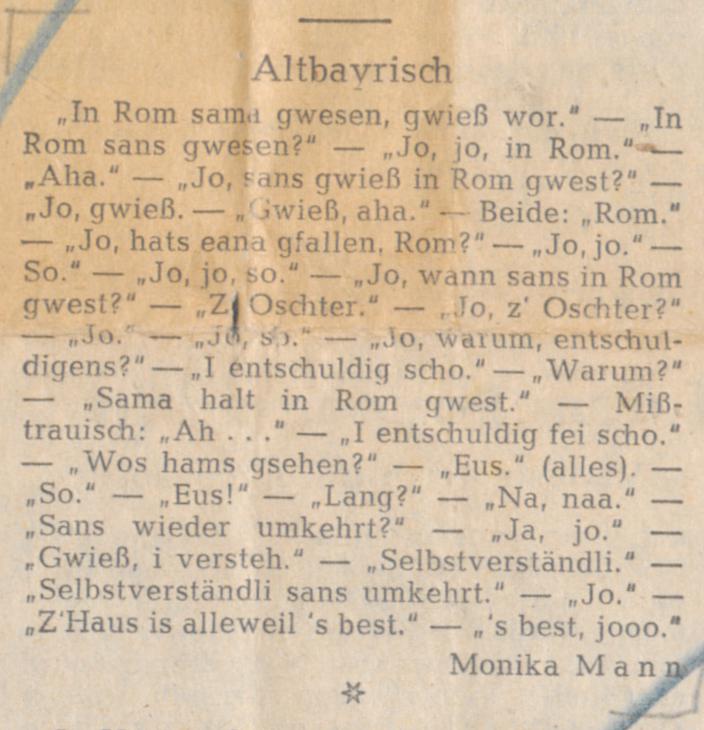 Altbayrisch
„In Rom sama gwesen, gwieß wor." — „In
Rom sans gwesen?" — „Jo, jo, in Rom." —
„Aha." — „Jo, sans gwieß in Rom gwest?" —
„Jo, gwieß. — „Gwieß, aha." — Beide: „Rom."
— „Jo, hats eana gfallen, Rom?" — „Jo, jo." —
So." — „Jo, jo, so." — „Jo, wann sans in Rom
gwest?" — „Z' Oschter." — „Jo, z' Oschter?"
— „Jo." — „Jo, so." — „Jo, warum, entschul-
digens?" — „I entschuldig scho." — „Warum?"
— „Sama halt in Rom gwest." — Miß-
trauisch: „Ah . . ." — „I entschuldig fei scho."
— „Wos hams gsehen?" — „Eus." (alles). —
„So." — „Eus!" — „Lang?" — „Na, naa." —
„Sans wieder umkehrt?" — „Ja, jo." —
„Gwieß, i versteh." — „Selbstverständli." —
„Selbstverständli sans umkehrt." — „Jo." —
„Z'Haus is alleweil 's best." — „'s best, jooo."
Monika Mann